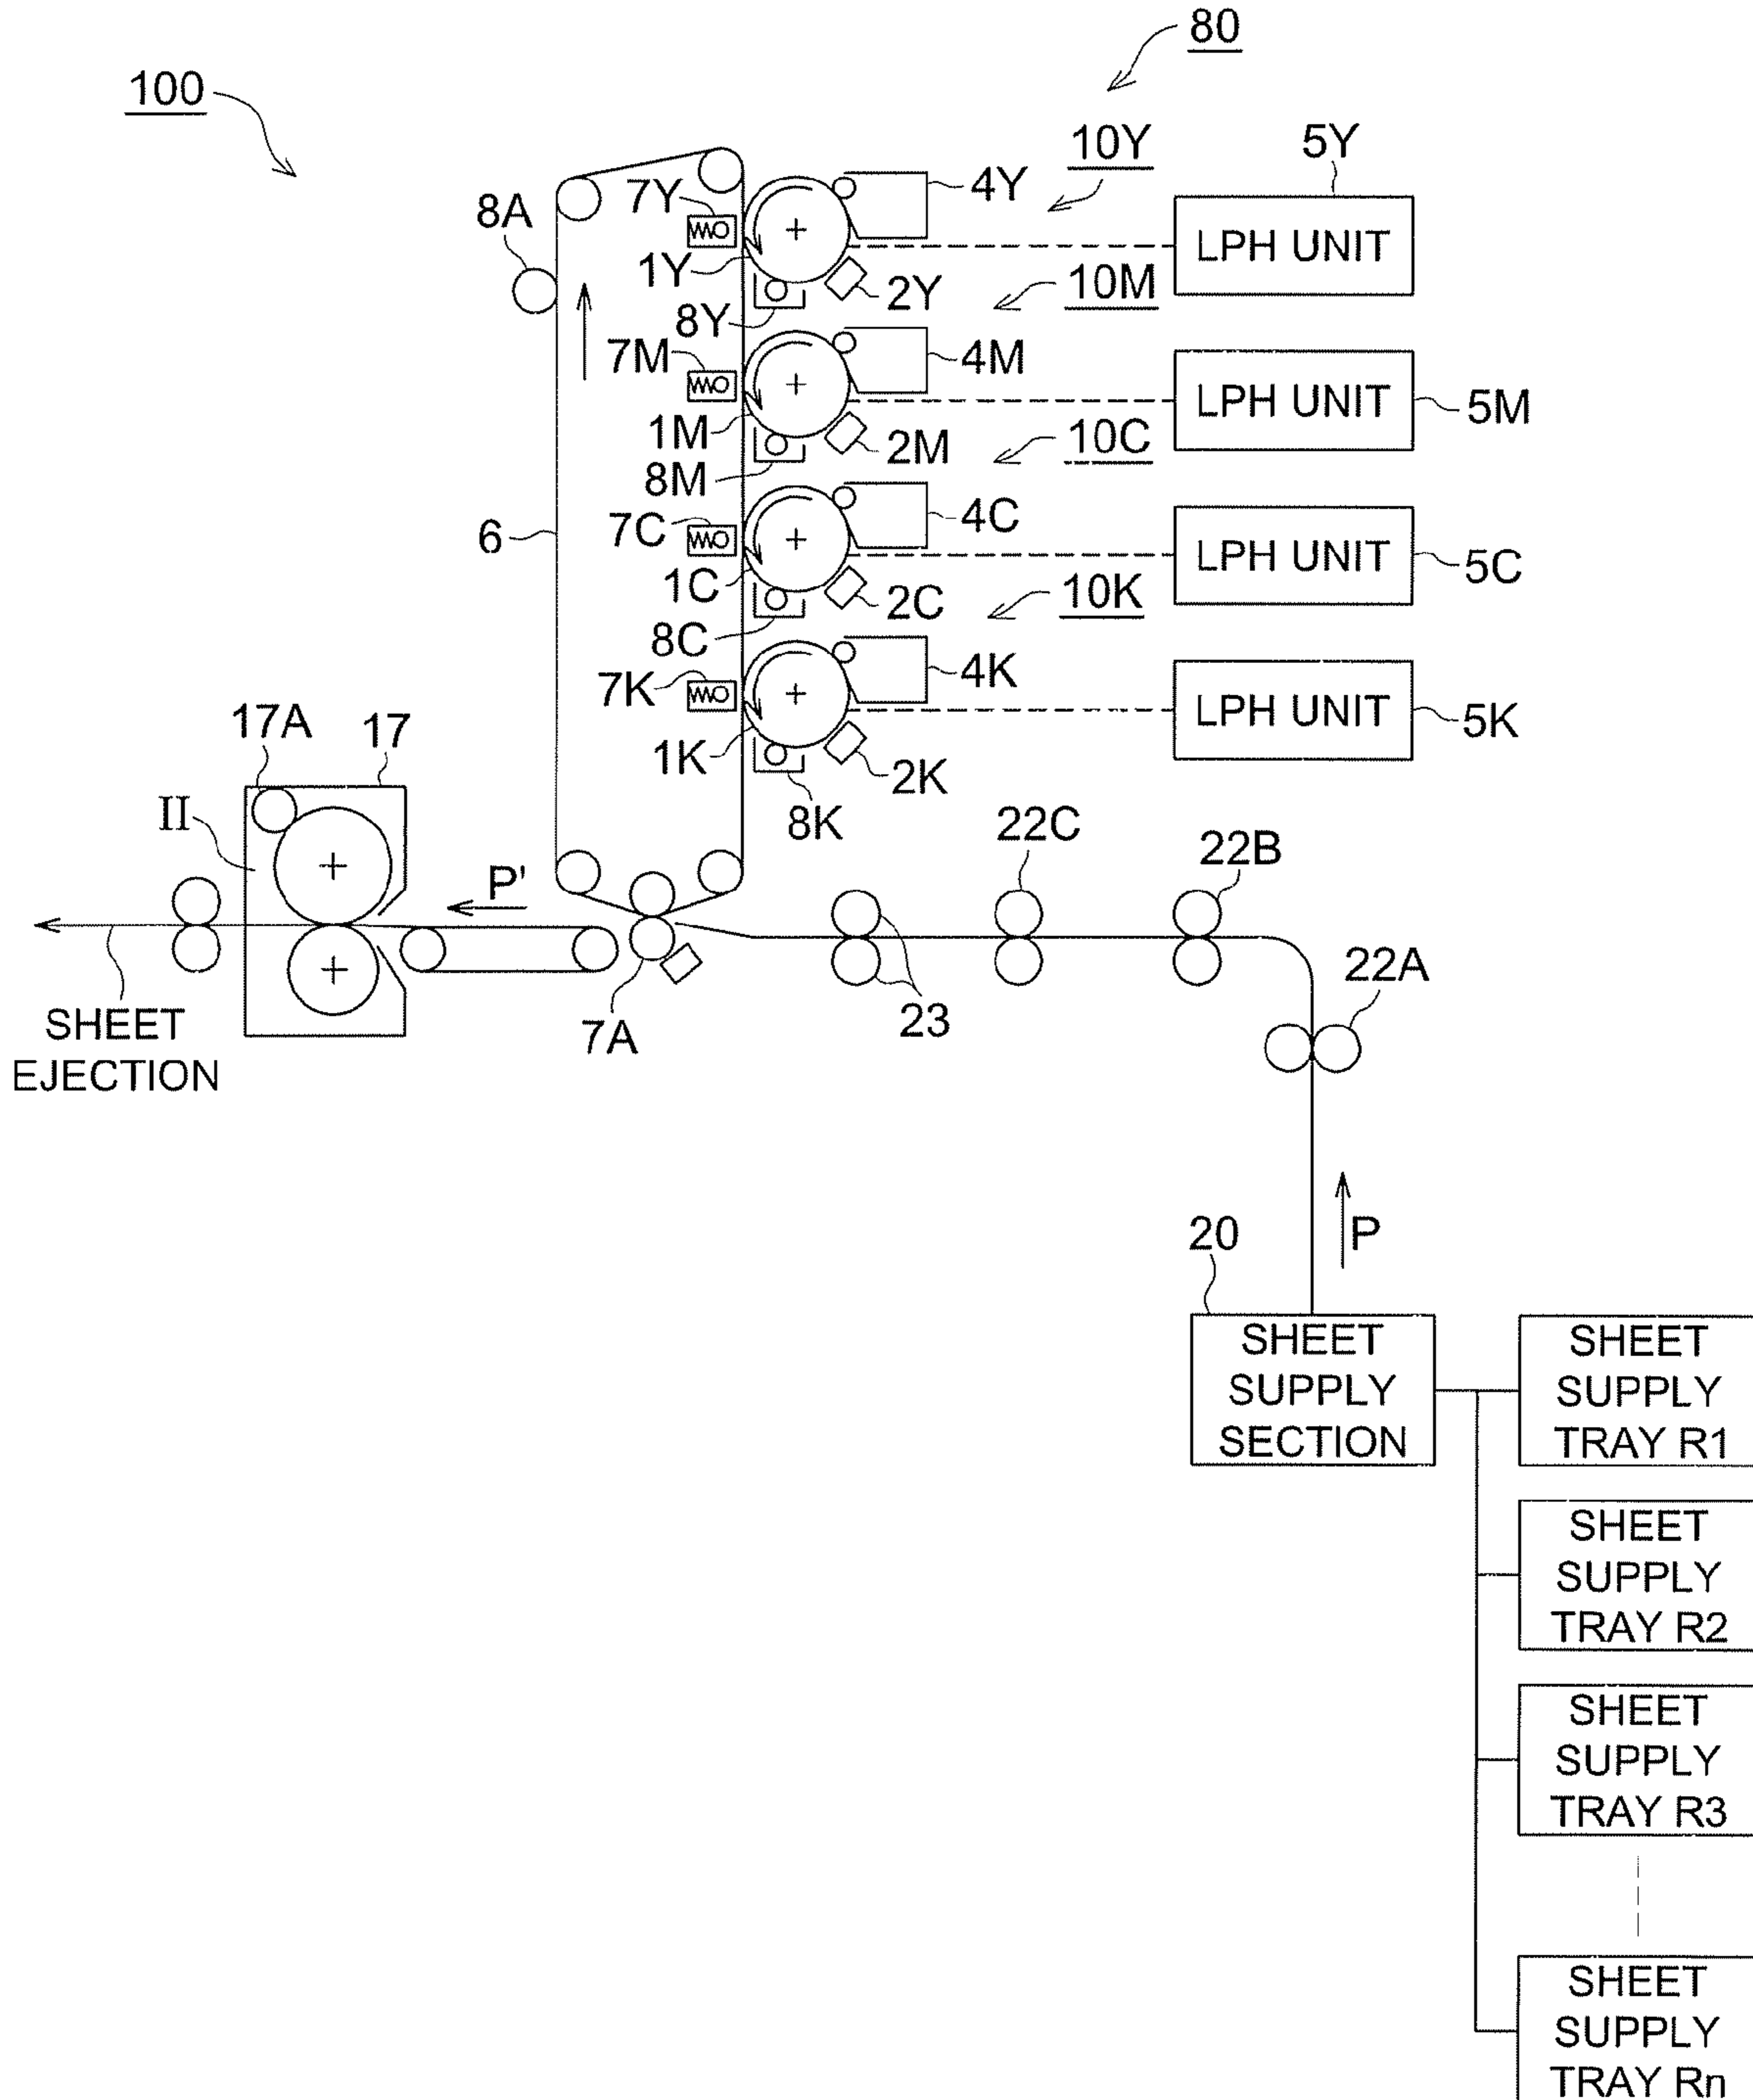 80
100
10Y
5Y
7Y
4Y
8A
LPH UNIT
1Y
2Y
10M
8Y
7M
4M
LPH UNIT
5M
1M
2M
10C
8M
7C
4C
6
LPH UNIT
5C
1C
2C
10K
8C
7K
4K
LPH UNIT
5K
17A
17
1K
2K
8K
II
22C
22B
P'
22A
SHEET
EJECTION
7A
23
20
P
SHEET
SUPPLY
SECTION
SHEET
SUPPLY
TRAY R1
SHEET
SUPPLY
TRAY R2
SHEET
SUPPLY
TRAY R3
SHEET
SUPPLY
TRAY Rn